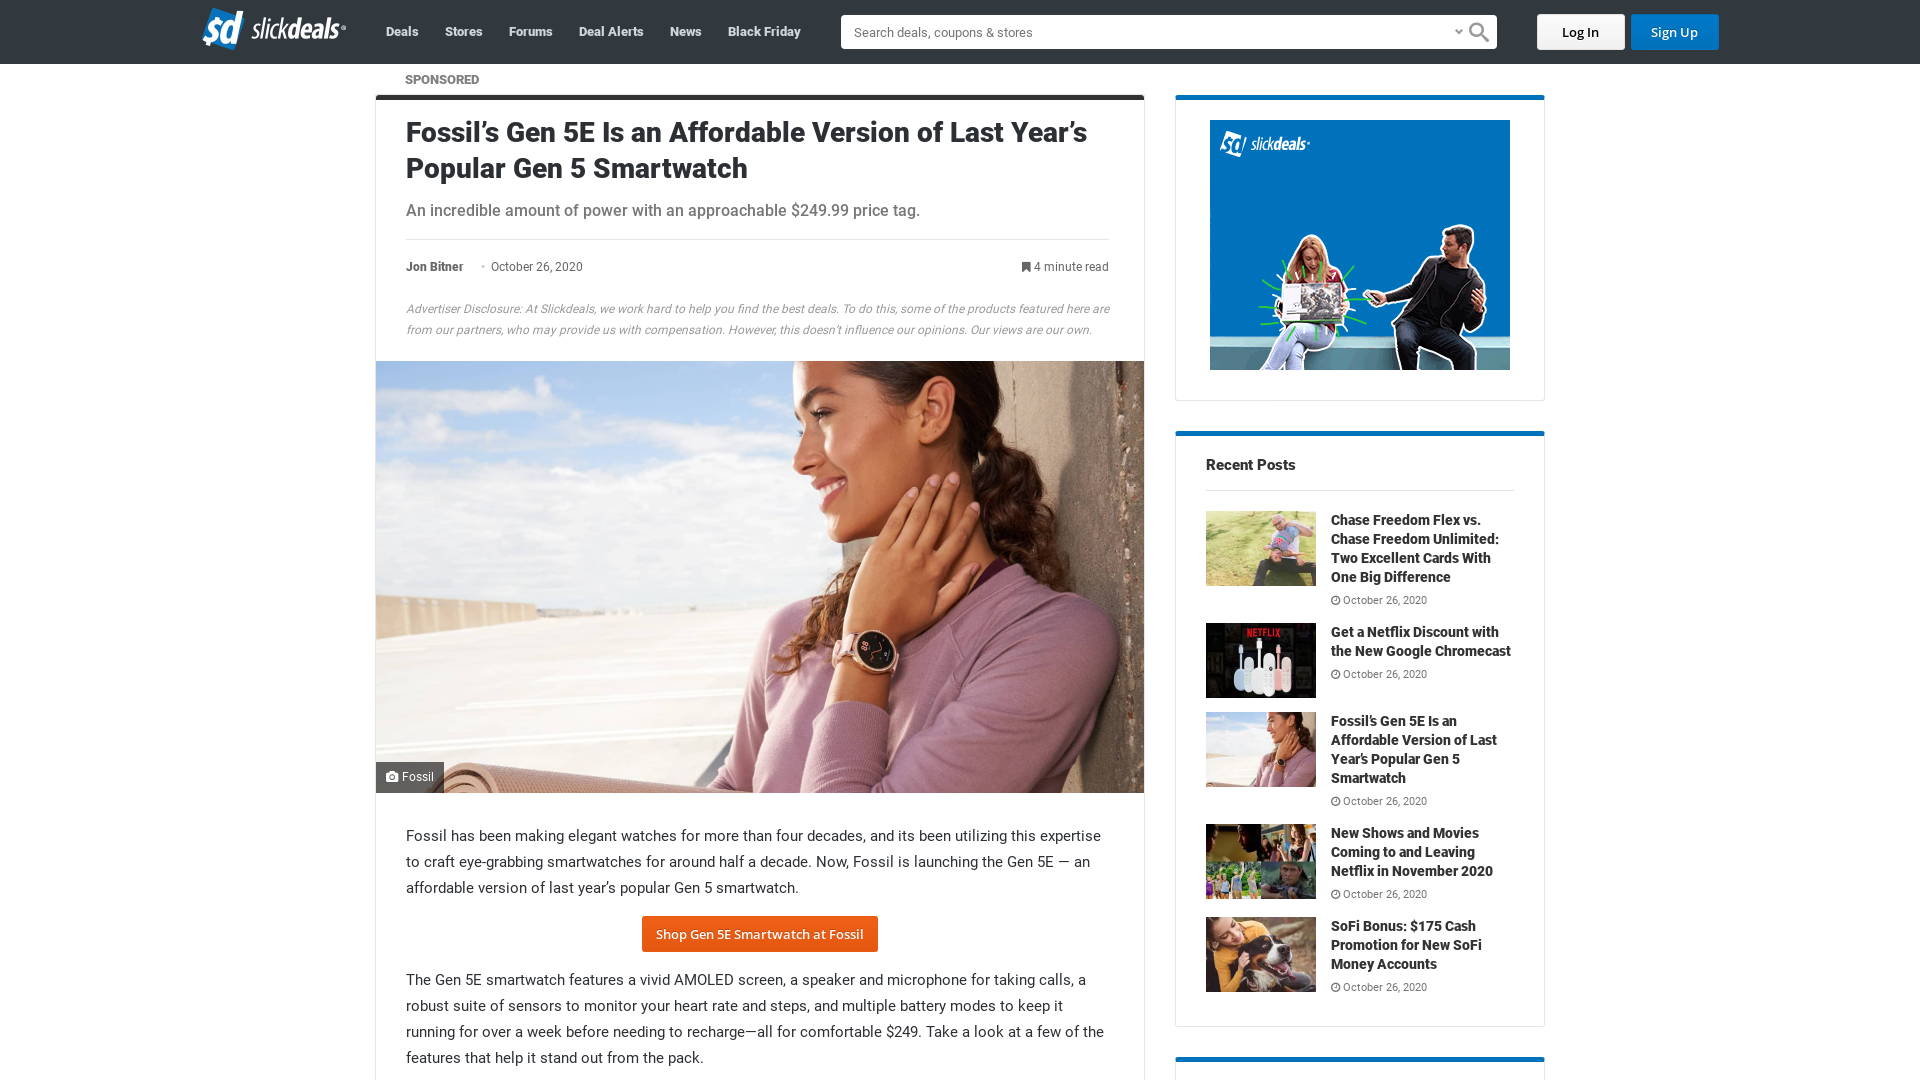 slickdeals
Deals
Stores
Forums
Deal Alerts
News
Black Friday
Search deals, coupons & stores
Log In
Sign Up
SPONSORED
Fossil’s Gen 5E Is an Affordable Version of Last Year’s
Popular Gen 5 Smartwatch
An incredible amount of power with an approachable $249.99 price tag.
Jon Bitner • October 26, 2020
4 minute read
Advertiser Disclosure: At Slickdeals, we work hard to help you find the best deals. To do this, some of the products featured here are
from our partners, who may provide us with compensation. However, this doesn’t influence our opinions. Our views are our own.
Fossil
Fossil has been making elegant watches for more than four decades, and its been utilizing this expertise
to craft eye-grabbing smartwatches for around half a decade. Now, Fossil is launching the Gen 5E — an
affordable version of last year’s popular Gen 5 smartwatch.
Shop Gen 5E Smartwatch at Fossil
The Gen 5E smartwatch features a vivid AMOLED screen, a speaker and microphone for taking calls, a
robust suite of sensors to monitor your heart rate and steps, and multiple battery modes to keep it
running for over a week before needing to recharge—all for comfortable $249. Take a look at a few of the
features that help it stand out from the pack.
slickdeals
Recent Posts
Chase Freedom Flex vs.
Chase Freedom Unlimited:
Two Excellent Cards With
One Big Difference
October 26, 2020
NETFLIX
Get a Netflix Discount with
the New Google Chromecast
October 26, 2020
Fossil’s Gen 5E Is an
Affordable Version of Last
Year’s Popular Gen 5
Smartwatch
October 26, 2020
New Shows and Movies
Coming to and Leaving
Netflix in November 2020
October 26, 2020
SoFi Bonus: $175 Cash
Promotion for New SoFi
Money Accounts
October 26, 2020